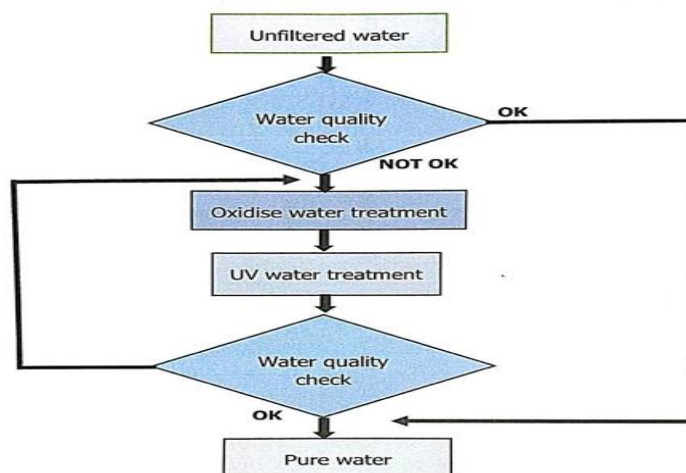 Unfiltered water
Water quality
check
OK
NOT OK
Oxidise water treatment
UV water treatment
Water quality
check
OK
Pure water